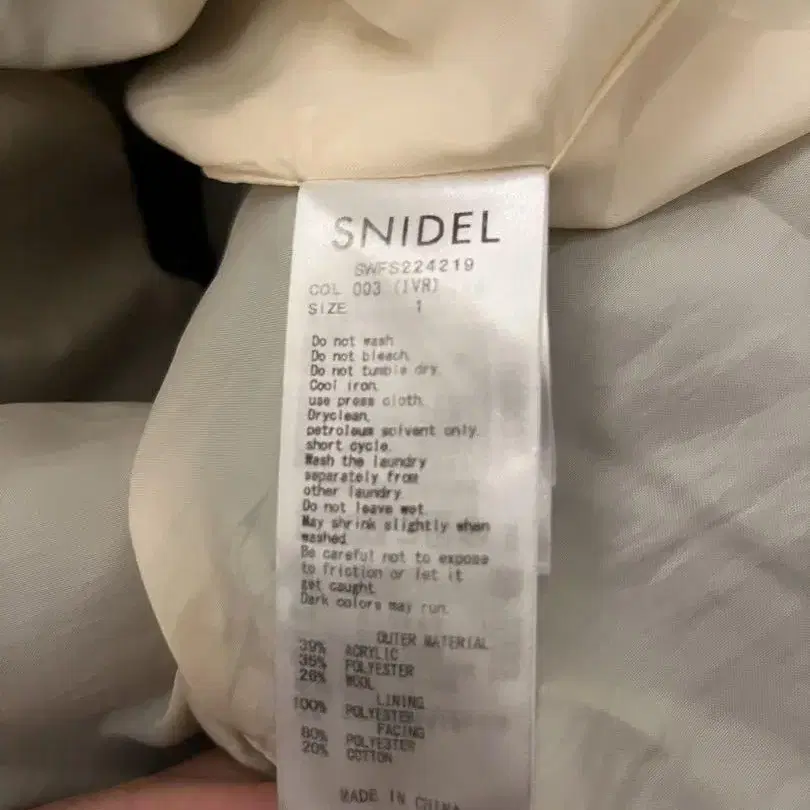 SNIDEL
SWFS224219
COL 003 (IVR)
SIZE 1
Do not wash
Do not bleach.
Do not tumble dry.
Cool iron,
use press cloth.
Dryclean,
petroleum solvent only.
short cycle.
Wash the laundry
separately from
other laundry.
Do not leave wet.
May shrink slightly when
washed.
Be careful not to expose
to friction or let it
get caught.
Dark colors may run.
OUTER MATERIAL
39% ACRYLIC
35% POLYESTER
26% WOOL
LINING
100% POLYESTER
FACING
80% POLYESTER
20% COTTON
MADE IN CHINA